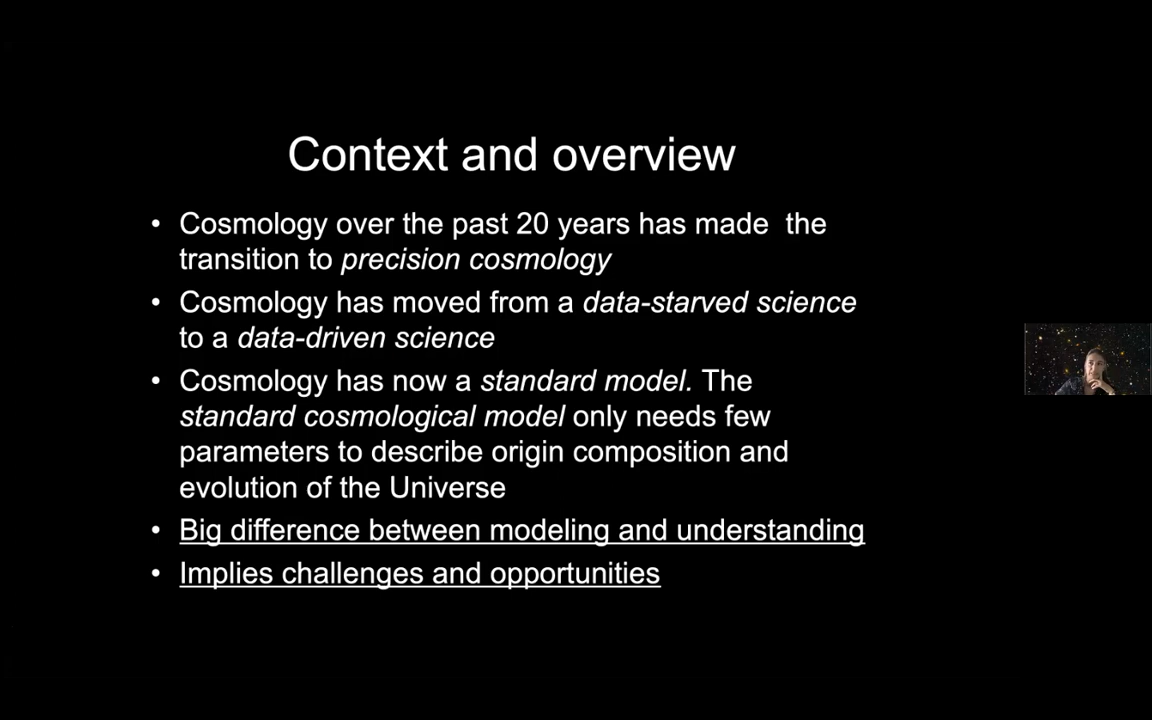 Context and overview
• Cosmology over the past 20 years has made  the
transition to precision cosmology
• Cosmology has moved from a data-starved science
to a data-driven science
• Cosmology has now a standard model. The
standard cosmological model only needs few
parameters to describe origin composition and
evolution of the Universe
• Big difference between modeling and understanding
• Implies challenges and opportunities